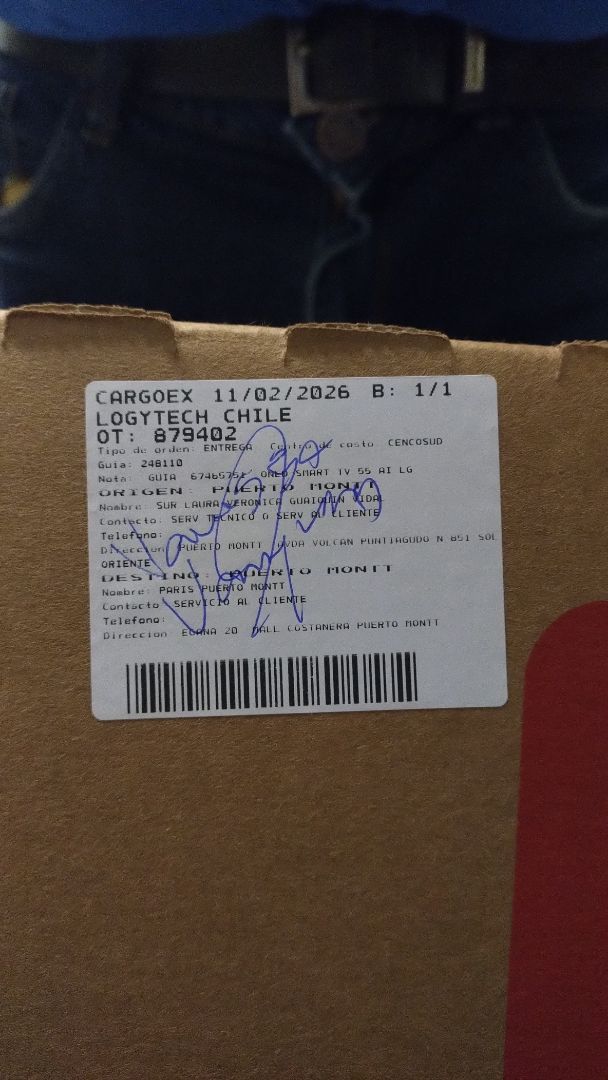 CARGOEX 11/02/2026 B: 1/1
LOGYTECH CHILE
OT: 879402
Tipo de orden: ENTREGA Centro de costo: CENCOSUD
Guia: 248110
Nota: GUIA SMART TV 55 AI LG
ORIGEN: PUERTO MONTT
Nombre: SUR LAURA VERONICA GUAIQUIN VIDAL
Contacto: SERV TECNICO O SERV AL CLIENTE
Telefono:
Direccion: PUERTO MONTT AVDA VOLCAN PUNTIAGUDO N 851 SOL
ORIENTE
DESTINO: PUERTO MONTT
Nombre: PARIS PUERTO MONTT
Contacto: SERVICIO AL CLIENTE
Telefono:
Direccion: EGANA 20 MALL COSTANERA PUERTO MONTT